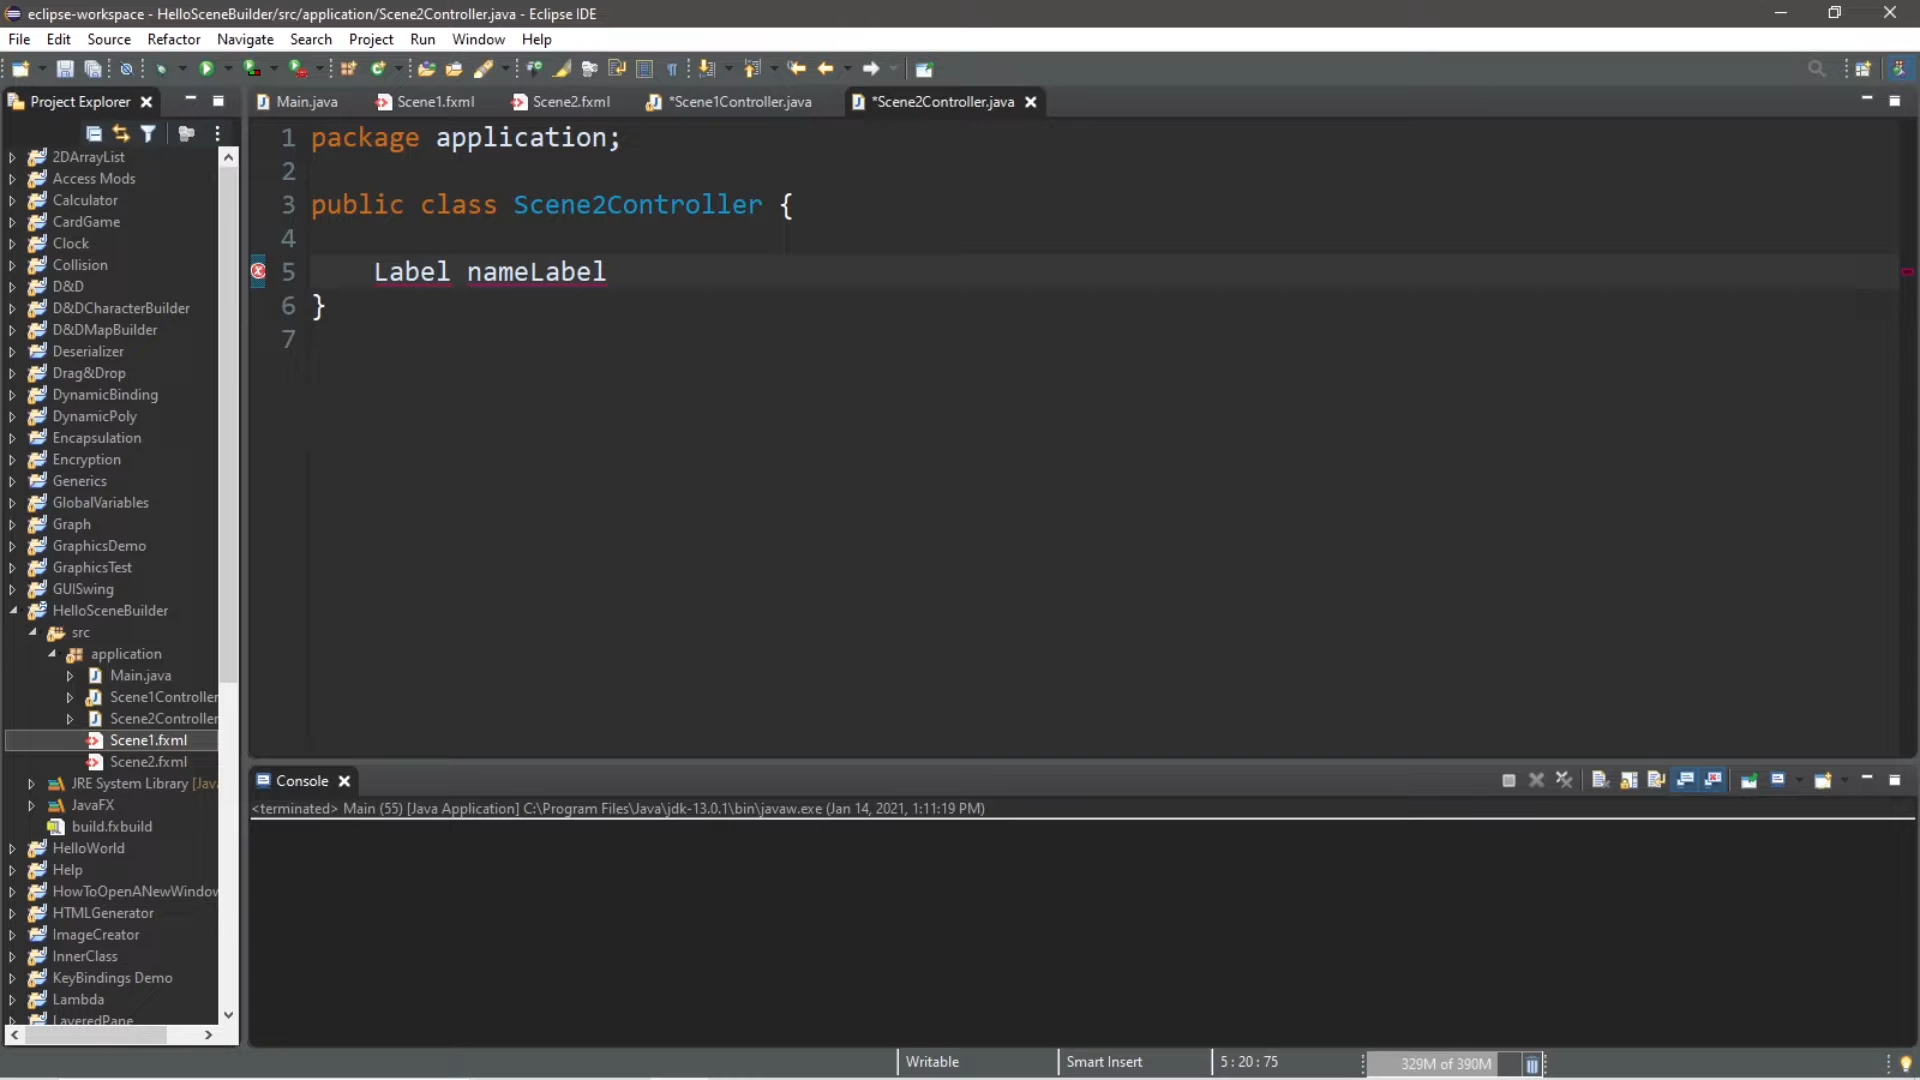 eclipse-workspace - HelloSceneBuilder/src/application/Scene2Controller.java - Eclipse IDE
File Edit Source Refactor Navigate Search Project Run Window Help
Project Explorer
Main.java Scene1.fxml Scene2.fxml *Scene1Controller.java *Scene2Controller.java
1 package application;
2
3 public class Scene2Controller {
4
5 Label nameLabel
6 }
7
2DArrayList
Access Mods
Calculator
CardGame
Clock
Collision
D&D
D&DCharacterBuilder
D&DMapBuilder
Deserializer
Drag&Drop
DynamicBinding
DynamicPoly
Encapsulation
Encryption
Generics
GlobalVariables
Graph
GraphicsDemo
GraphicsTest
GUISwing
HelloSceneBuilder
src
application
Main.java
Scene1Controller
Scene2Controller
Scene1.fxml
Scene2.fxml
JRE System Library [Jav
JavaFX
build.fxbuild
HelloWorld
Help
HowToOpenANewWindow
HTMLGenerator
ImageCreator
InnerClass
KeyBindings Demo
Lambda
LayeredPane
Console
<terminated> Main (55) [Java Application] C:\Program Files\Java\jdk-13.0.1\bin\javaw.exe (Jan 14, 2021, 1:11:19 PM)
Writable Smart Insert 5 : 20 : 75 329M of 390M